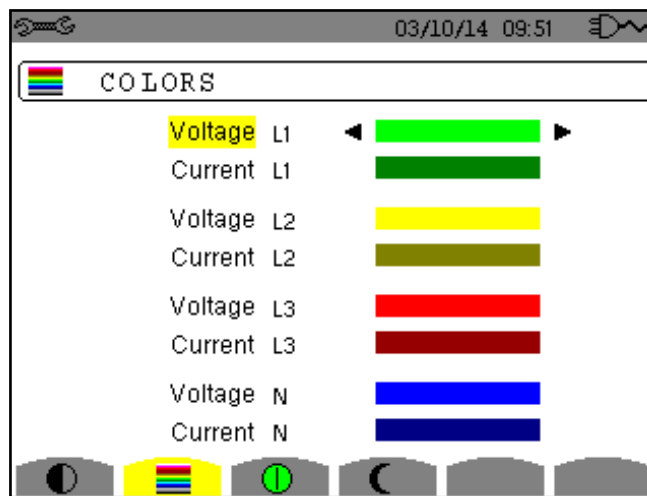 03/10/14 09:51
COLORS
Voltage L1
Current L1
Voltage L2
Current L2
Voltage L3
Current L3
Voltage N
Current N